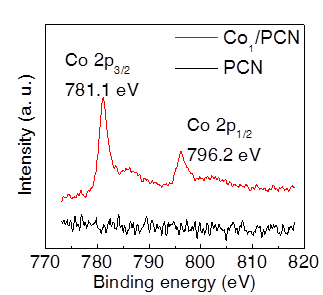 Co₁/PCN
PCN
Co 2p₃/₂
781.1 eV
Co 2p₁/₂
796.2 eV
Intensity (a. u.)
770 780 790 800 810 820
Binding energy (eV)